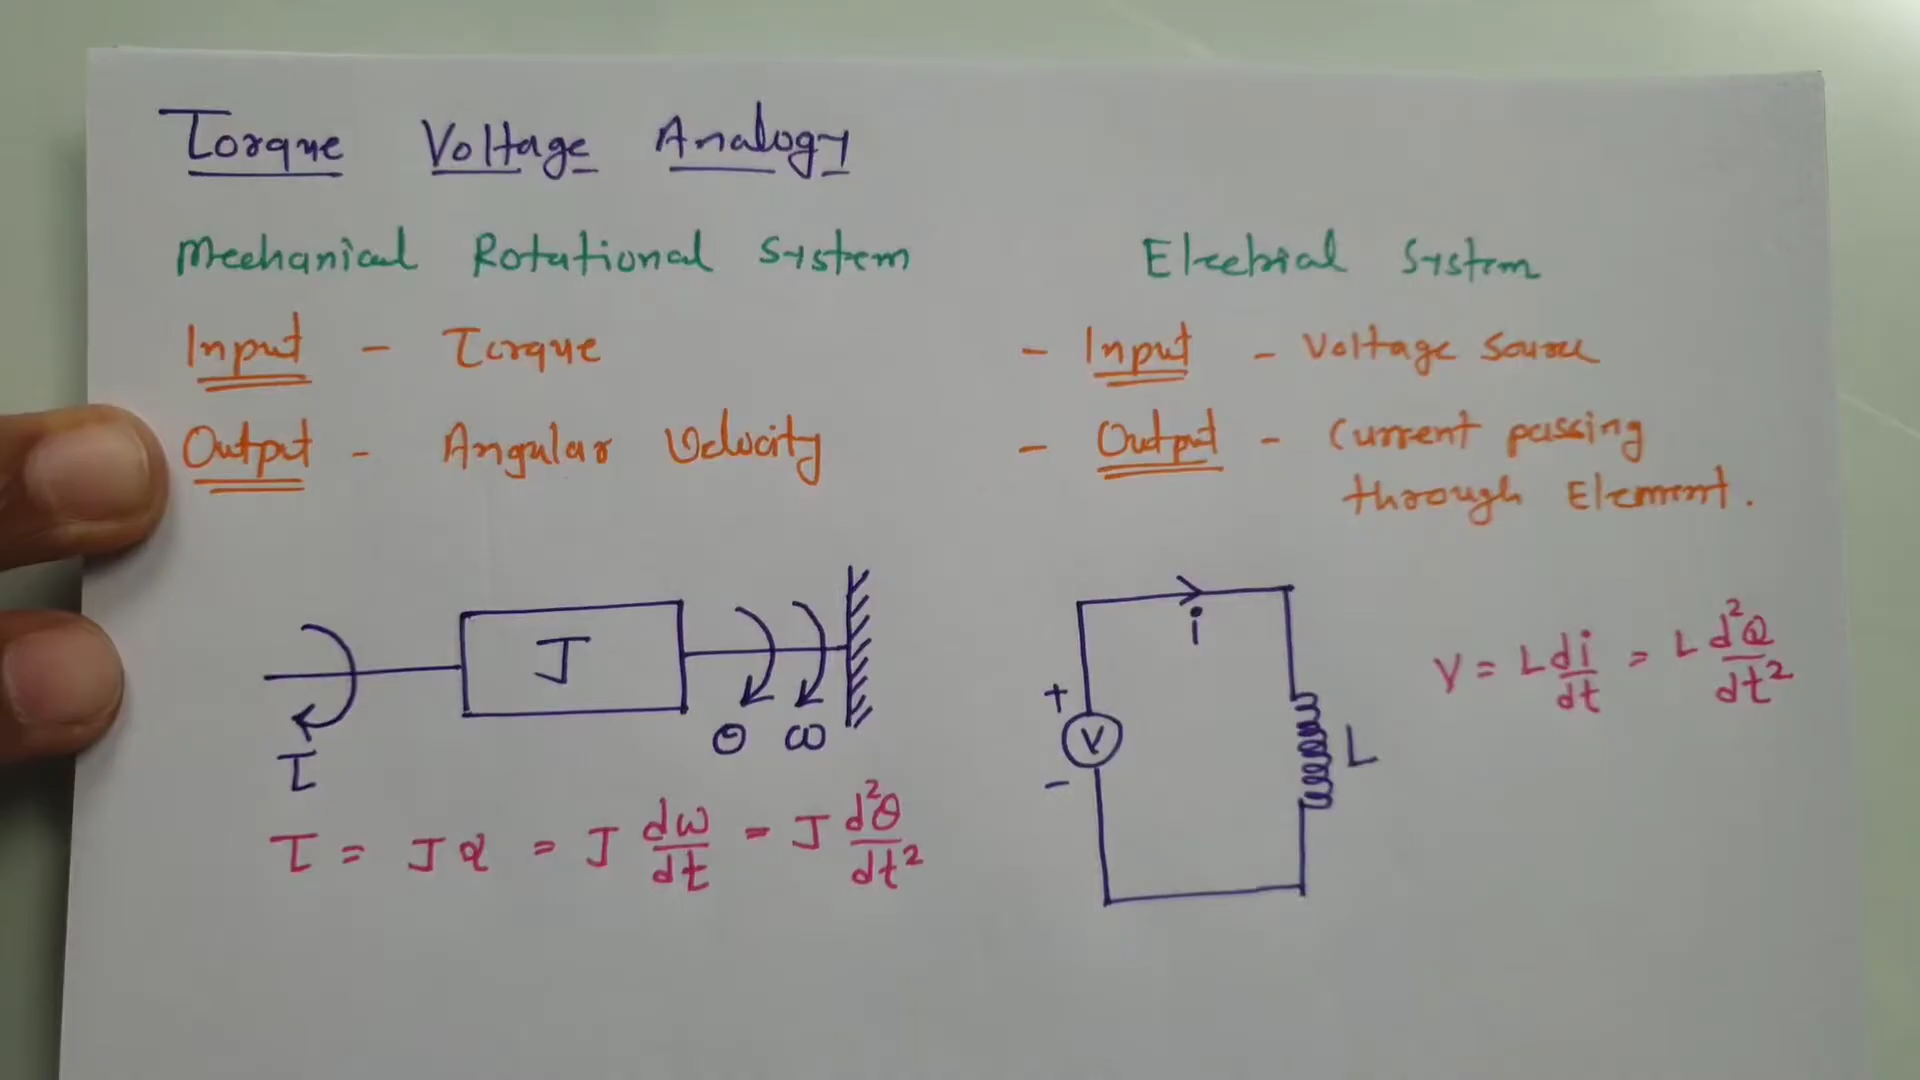 Torque Voltage Analogy
Mechanical Rotational System
Electrical System
Input - Torque
- Input - Voltage source
Output - Angular Velocity
- Output - Current passing through Element.
J
τ
θ ω
τ = Jα = J dω/dt = J d²θ/dt²
i
+
V
-
L
V = L di/dt = L d²Q/dt²